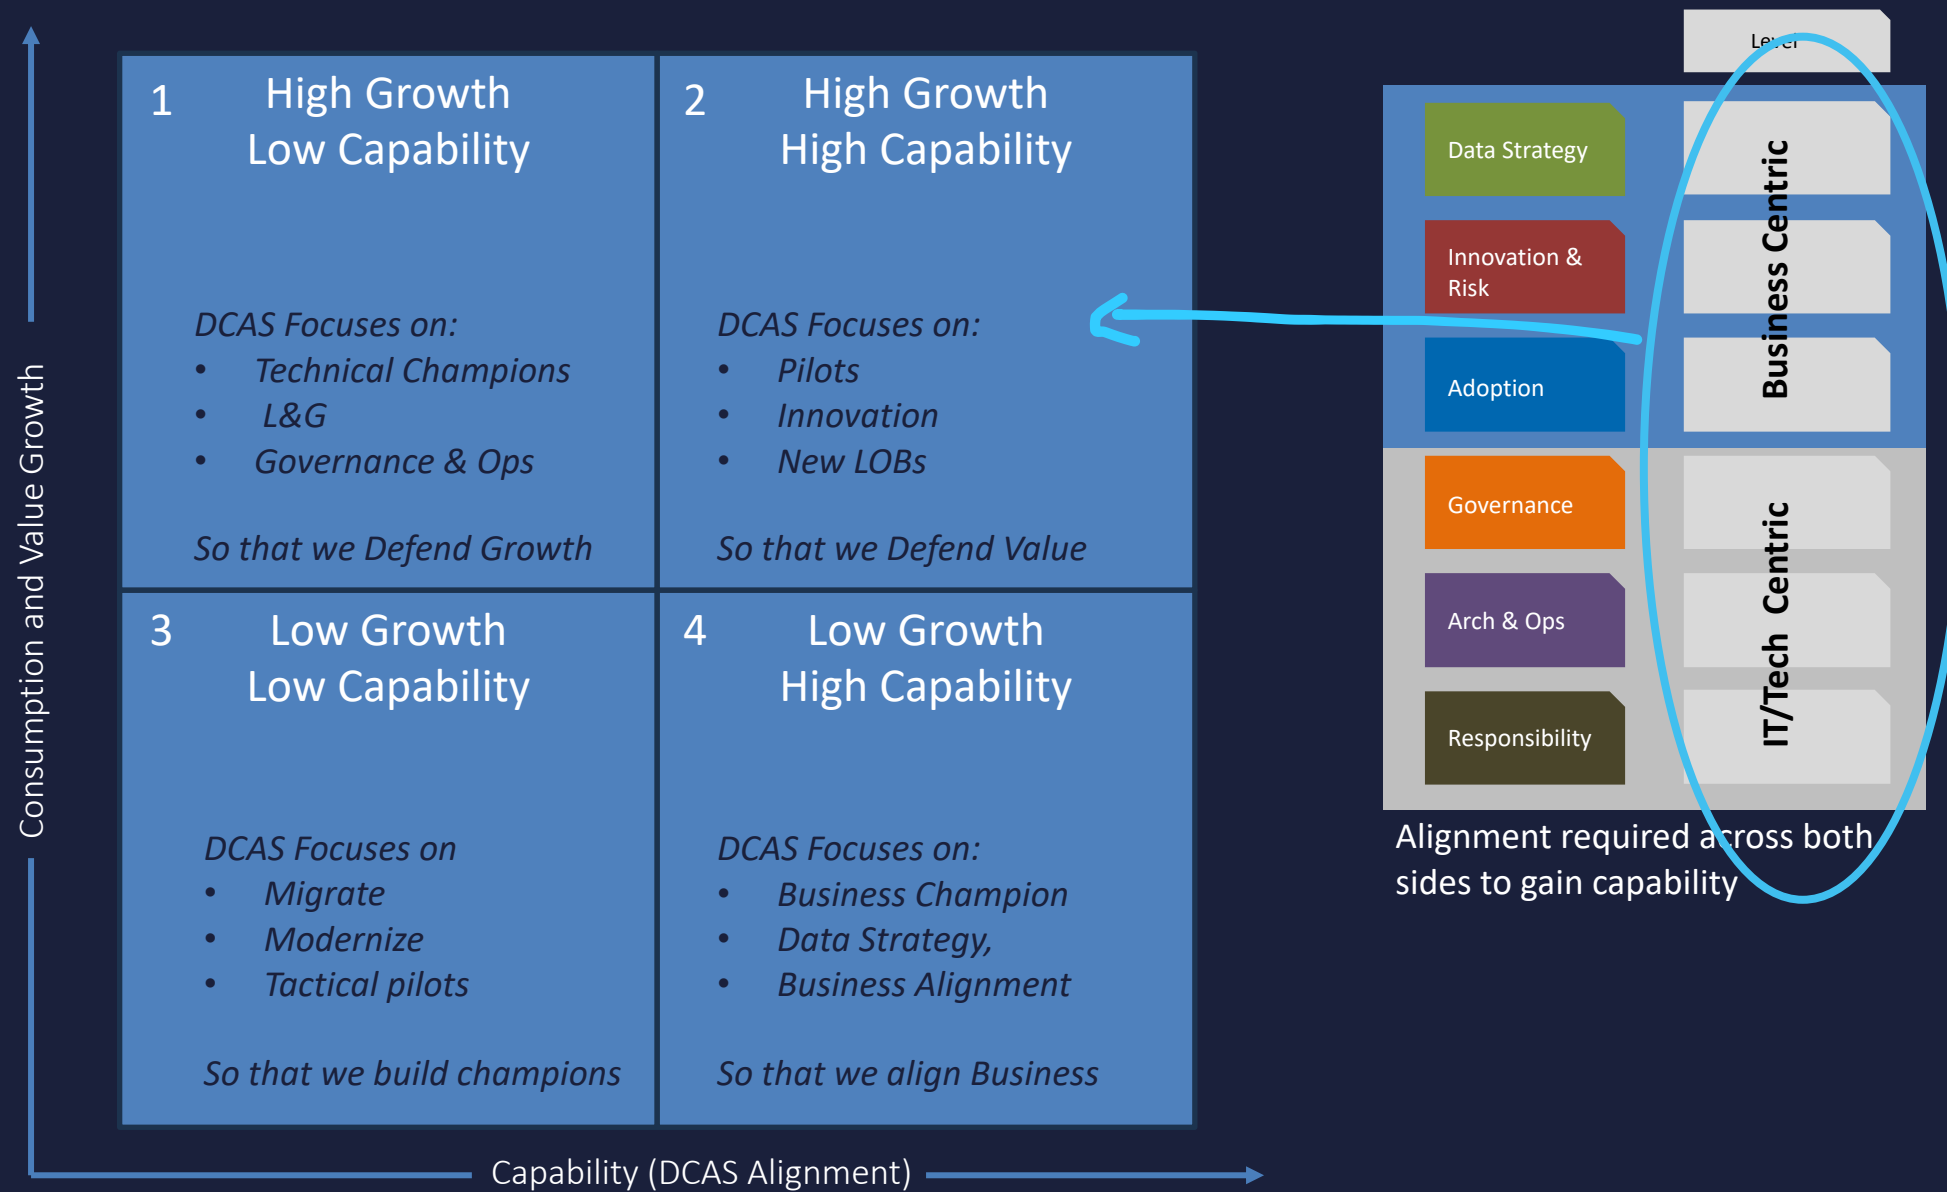 1
High Growth
Low Capability
DCAS Focuses on:
• Technical Champions
• L&G
• Governance & Ops
So that we Defend Growth
2
High Growth
High Capability
DCAS Focuses on:
• Pilots
• Innovation
• New LOBs
So that we Defend Value
3
Low Growth
Low Capability
DCAS Focuses on
• Migrate
• Modernize
• Tactical pilots
So that we build champions
4
Low Growth
High Capability
DCAS Focuses on:
• Business Champion
• Data Strategy,
• Business Alignment
So that we align Business
Consumption and Value Growth
Capability (DCAS Alignment)
Level
Data Strategy
Innovation &
Risk
Adoption
Governance
Arch & Ops
Responsibility
Business Centric
IT/Tech Centric
Alignment required across both
sides to gain capability